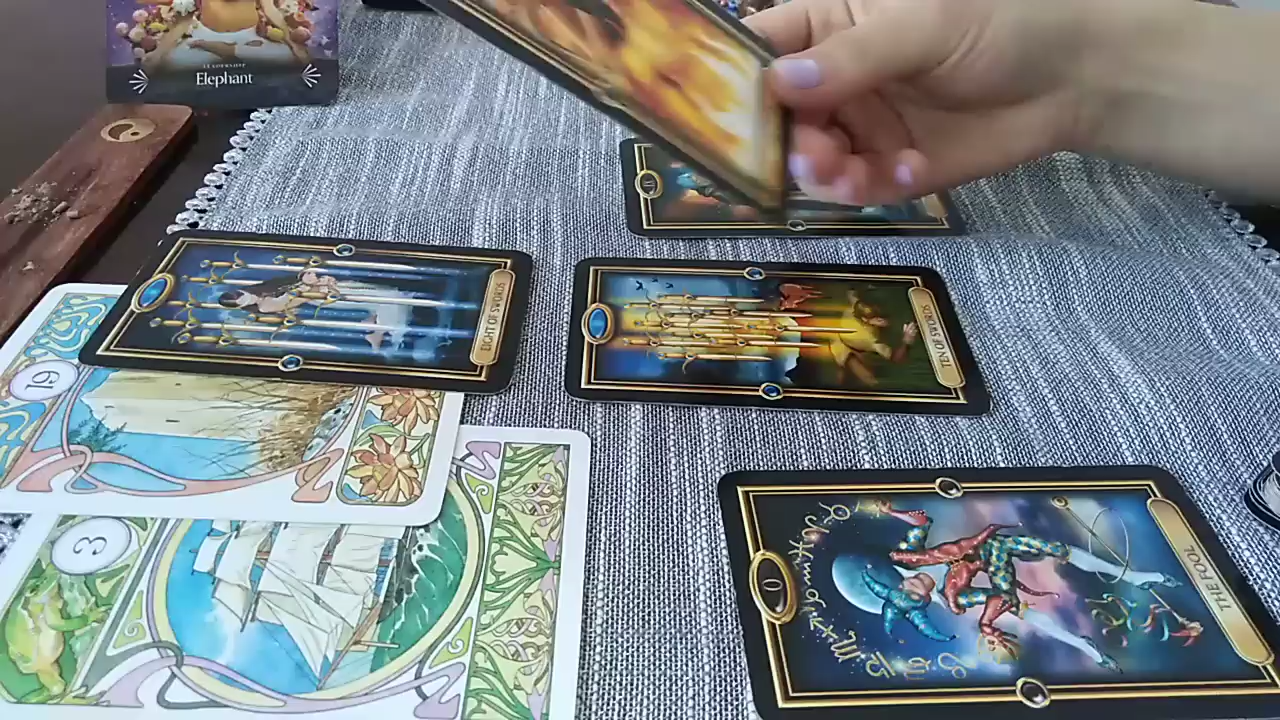 Elephant
EIGHT OF SWORDS
TEN OF SWORDS
19
3
0
THE FOOL